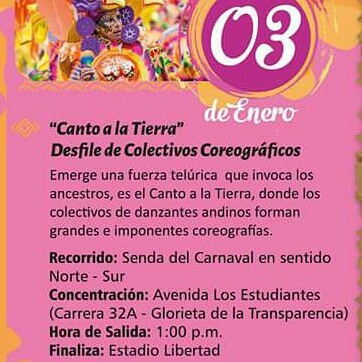 03
de Enero
“Canto a la Tierra”
Desfile de Colectivos Coreográficos
Emerge una fuerza telúrica que invoca los
ancestros, es el Canto a la Tierra, donde los
colectivos de danzantes andinos forman
grandes e imponentes coreografías.
Recorrido: Senda del Carnaval en sentido
Norte - Sur
Concentración: Avenida Los Estudiantes
(Carrera 32A - Glorieta de la Transparencia)
Hora de Salida: 1:00 p.m.
Finaliza: Estadio Libertad